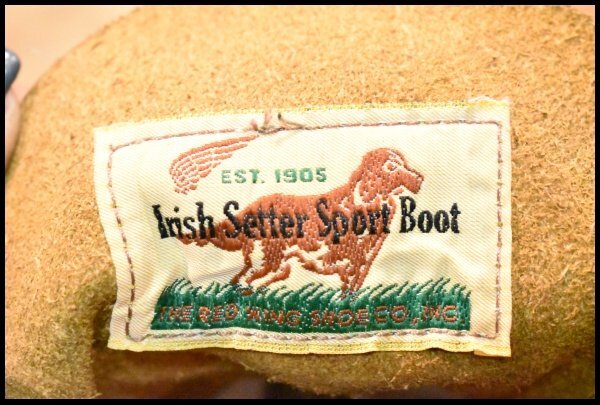 EST. 1905
Irish Setter Sport Boot
THE RED WING SHOE CO., INC.